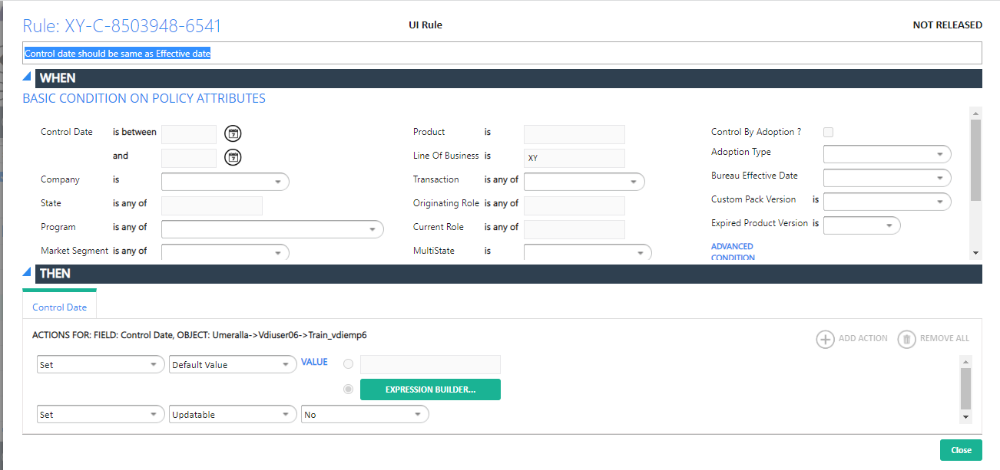 Rule: XY-C-8503948-6541 UI Rule NOT RELEASED
Control date should be same as Effective date
WHEN
BASIC CONDITION ON POLICY ATTRIBUTES
Control Date is between 7 Product is Control By Adoption ?
and 7 Line Of Business is XY Adoption Type
Company is Transaction is any of Bureau Effective Date
State is any of Originating Role is any of Custom Pack Version is
Program is any of Current Role is any of Expired Product Version is
Market Segment is any of MultiState is ADVANCED
CONDITION
THEN
Control Date
ACTIONS FOR: FIELD: Control Date, OBJECT: Umeralla->Vdiuser06->Train_vdiemp6 ADD ACTION REMOVE ALL
Set Default Value VALUE
EXPRESSION BUILDER...
Set Updatable No
Close